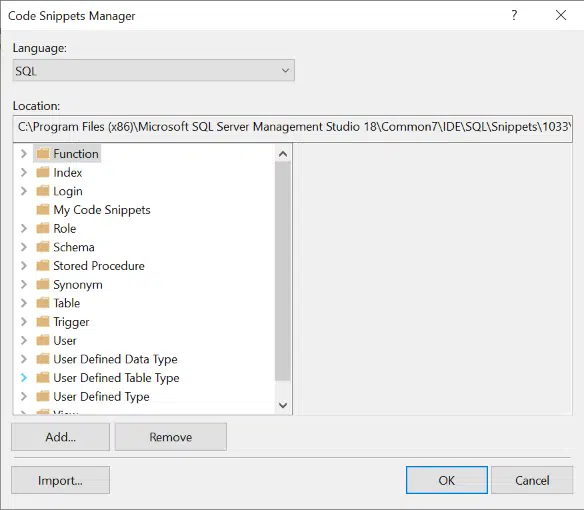 Code Snippets Manager
?
Language:
SQL
Location:
C:\Program Files (x86)\Microsoft SQL Server Management Studio 18\Common7\IDE\SQL\Snippets\1033\
Function
Index
Login
My Code Snippets
Role
Schema
Stored Procedure
Synonym
Table
Trigger
User
User Defined Data Type
User Defined Table Type
User Defined Type
View
Add... Remove
Import... OK Cancel